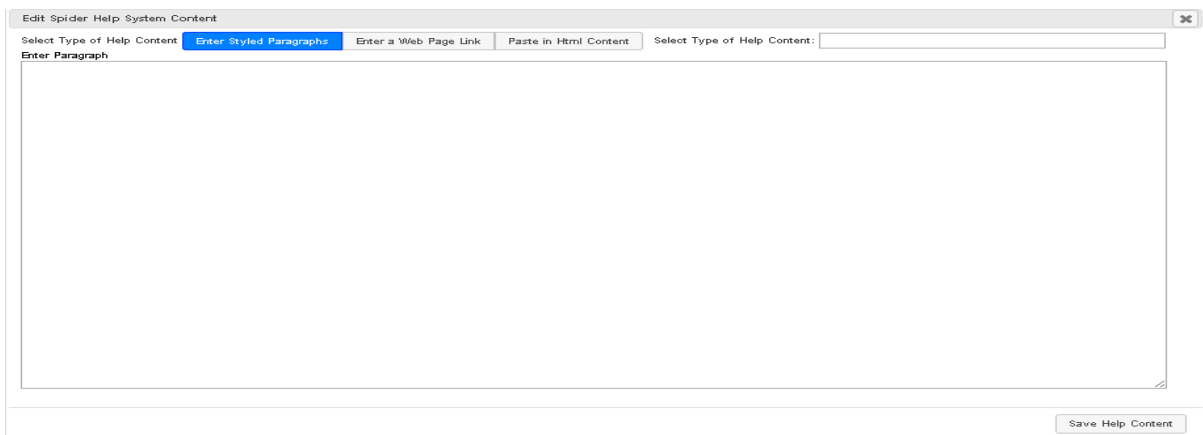 Edit Spider Help System Content
Select Type of Help Content Enter Styled Paragraphs Enter a Web Page Link Paste in Html Content Select Type of Help Content:
Enter Paragraph
Save Help Content